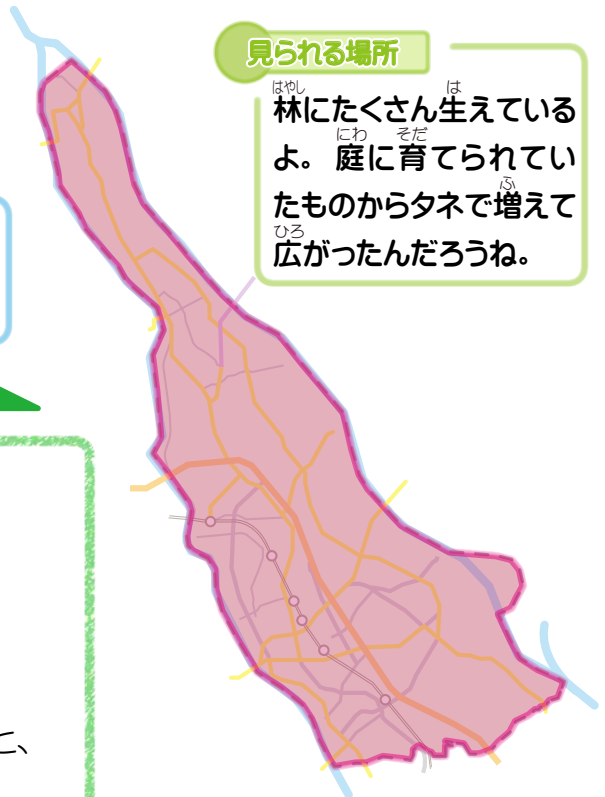 見られる場所
林にたくさん生えている
よ。庭に育てられてい
たものからタネで増えて
広がったんだろうね。
はやし は
にわ そだ
ふ
ひろ
に、